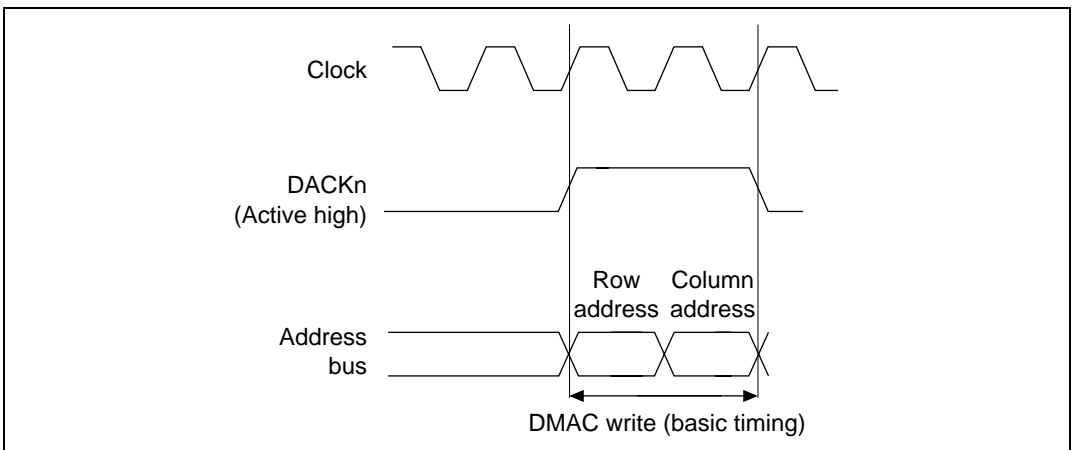 Clock
DACKn
(Active high)
Row Column
address address
Address
bus
DMAC write (basic timing)